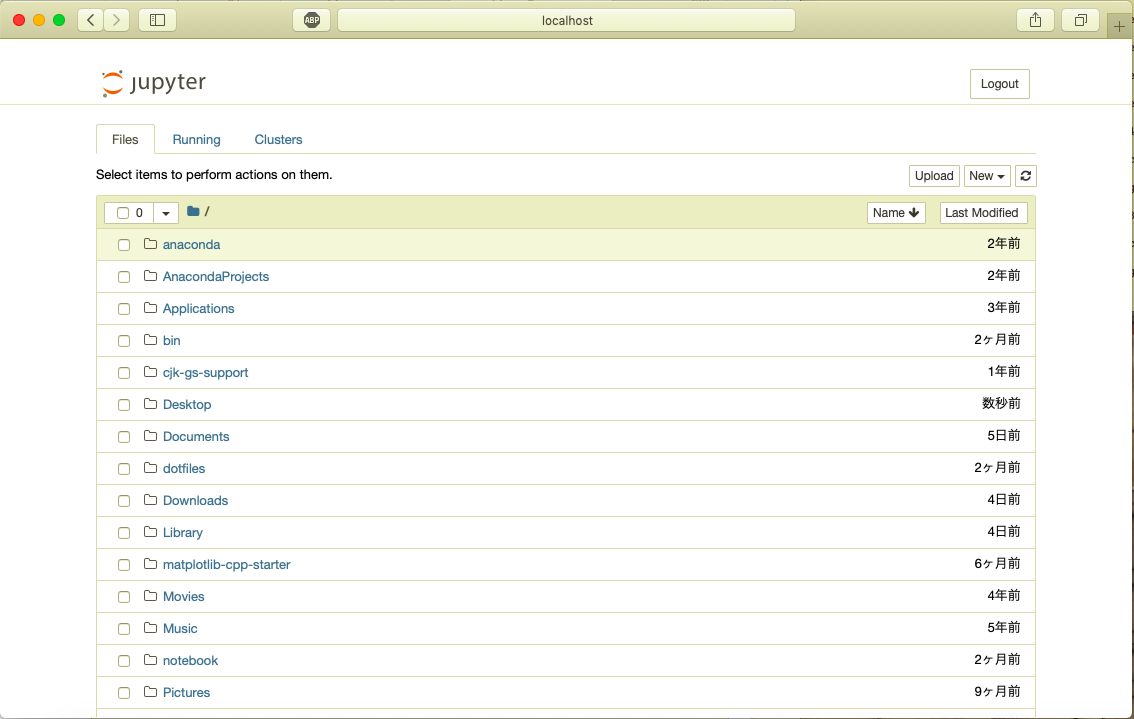 ABP
localhost
jupyter
Logout
Files Running Clusters
Select items to perform actions on them.
Upload New
0 / Name Last Modified
anaconda 2年前
AnacondaProjects 2年前
Applications 3年前
bin 2ヶ月前
cjk-gs-support 1年前
Desktop 数秒前
Documents 5日前
dotfiles 2ヶ月前
Downloads 4日前
Library 4日前
matplotlib-cpp-starter 6ヶ月前
Movies 4年前
Music 5年前
notebook 2ヶ月前
Pictures 9ヶ月前